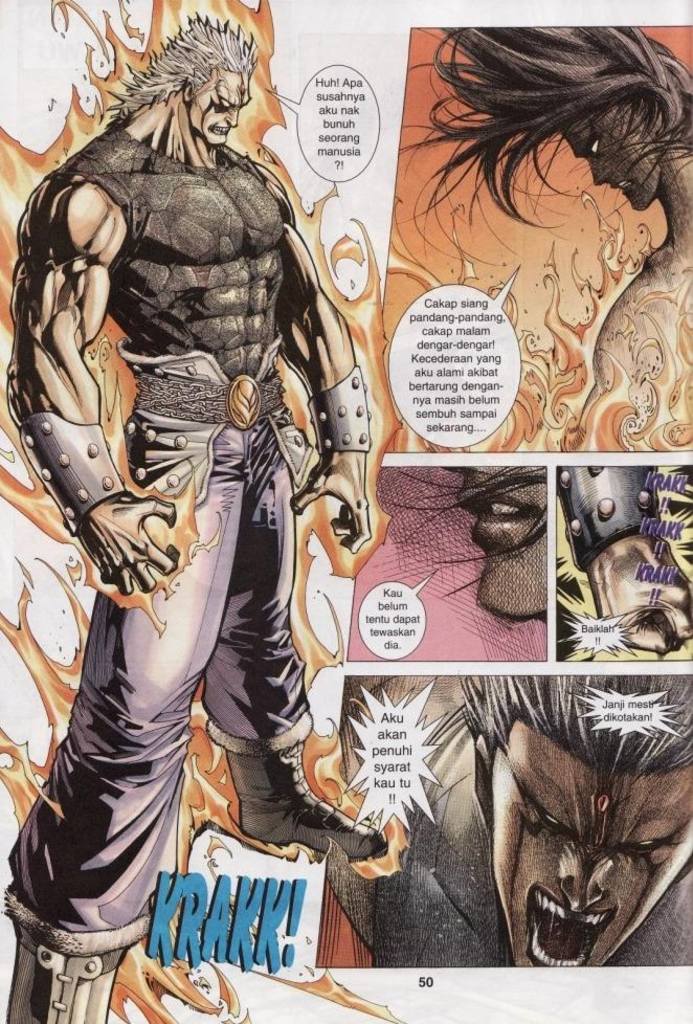 Huh! Apa
susahnya
aku nak
bunuh
seorang
manusia
?!
Cakap siang
pandang-pandang,
cakap malam
dengar-dengar!
Kecederaan yang
aku alami akibat
bertarung dengan-
nya masih belum
sembuh sampai
sekarang....
Kau
belum
tentu dapat
tewaskan
dia.
KRAKK
!!
KRAKK
!!
KRAKK
!!
Baiklah
!!
Aku
akan
penuhi
syarat
kau tu
!!
Janji mesti
dikotakan!
KRAKK!
50